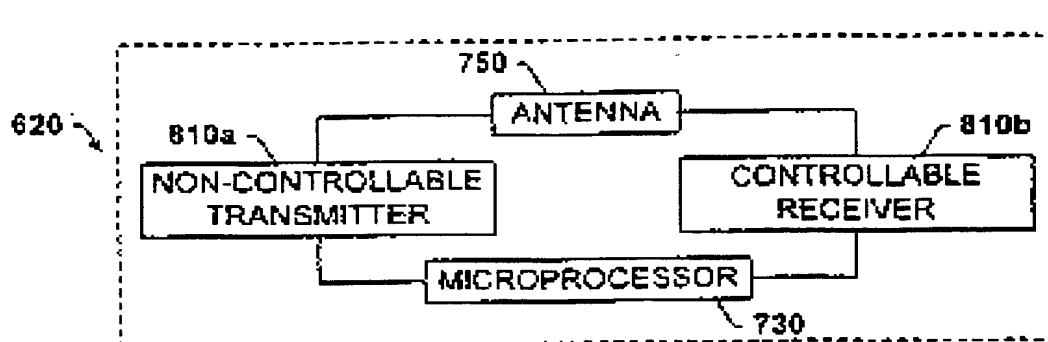 750
ANTENNA
620
810a
810b
NON-CONTROLLABLE
TRANSMITTER
CONTROLLABLE
RECEIVER
MICROPROCESSOR
730